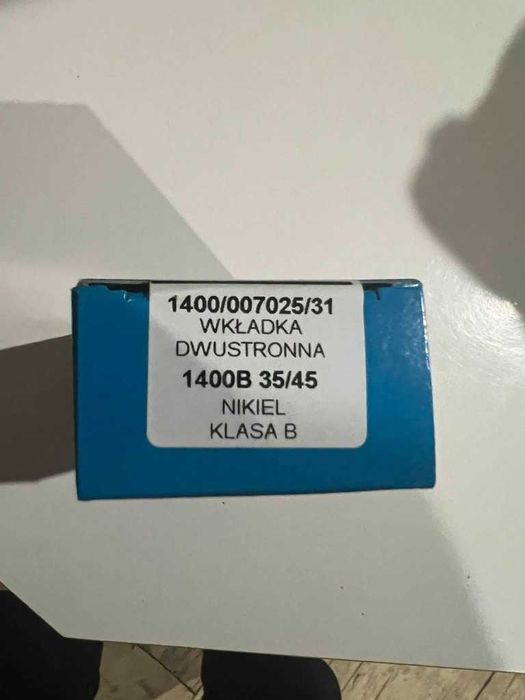 1400/007025/31
WKŁADKA
DWUSTRONNA
1400B 35/45
NIKIEL
KLASA B